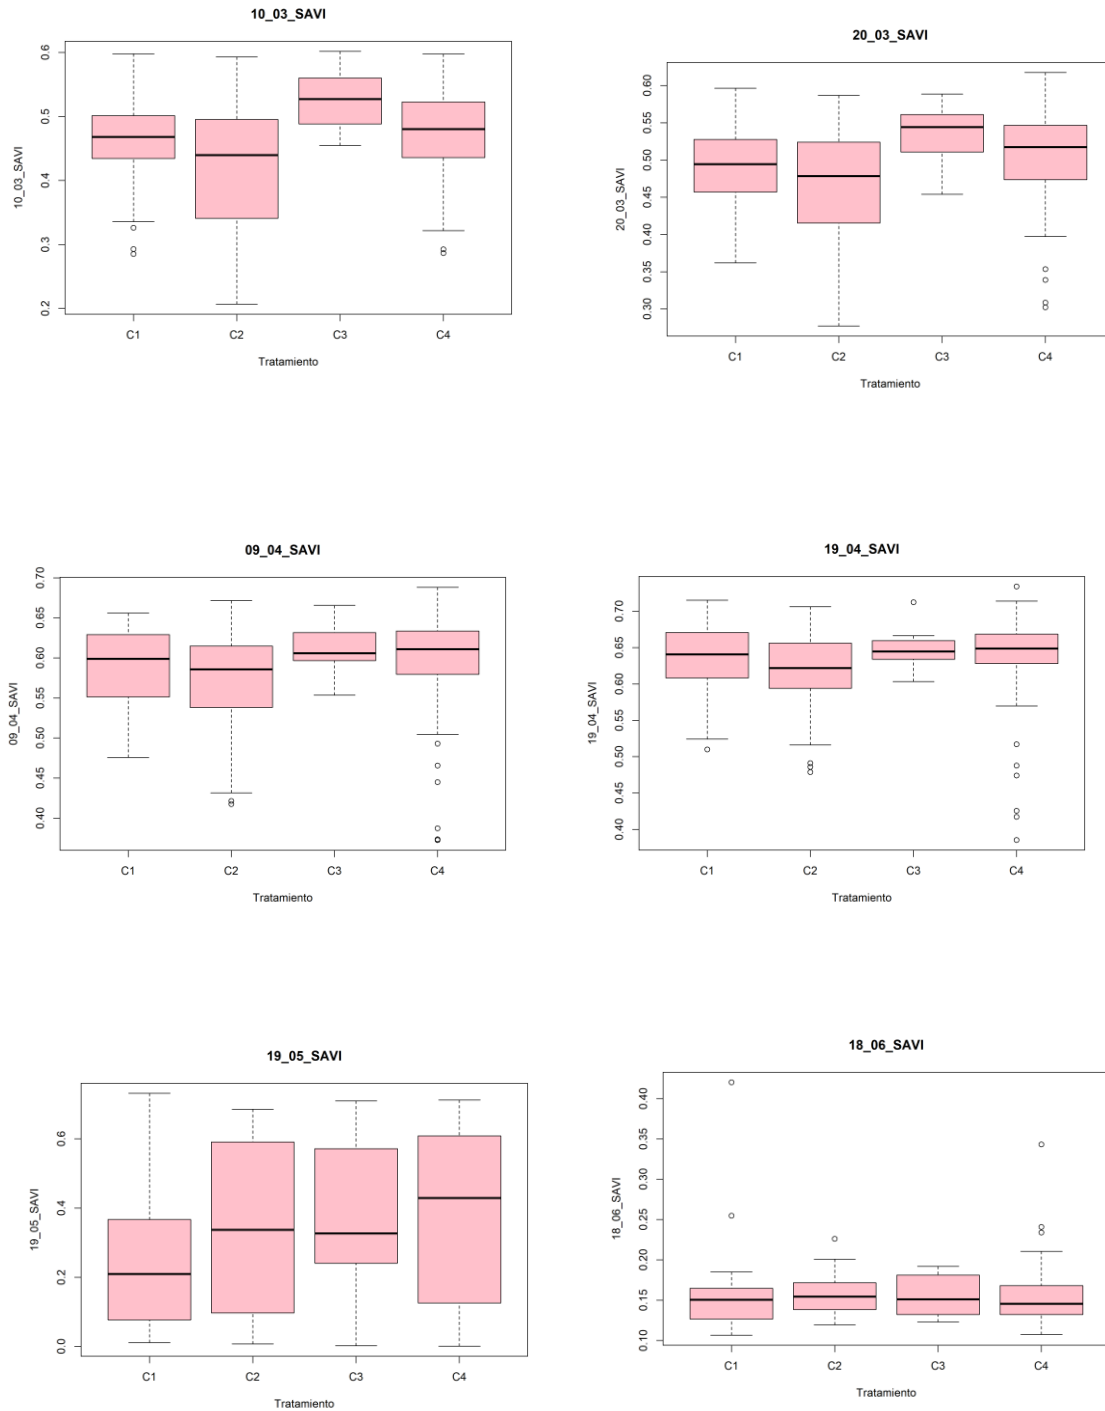 10_03_SAVI
10_03_SAVI
0.6
0.5
0.4
0.3
0.2
C1 C2 C3 C4
Tratamiento
20_03_SAVI
20_03_SAVI
0.60
0.55
0.50
0.45
0.40
0.35
0.30
C1 C2 C3 C4
Tratamiento
09_04_SAVI
09_04_SAVI
0.70
0.65
0.60
0.55
0.50
0.45
0.40
C1 C2 C3 C4
Tratamiento
19_04_SAVI
19_04_SAVI
0.70
0.65
0.60
0.55
0.50
0.45
0.40
C1 C2 C3 C4
Tratamiento
19_05_SAVI
19_05_SAVI
0.6
0.4
0.2
0.0
C1 C2 C3 C4
Tratamiento
18_06_SAVI
18_06_SAVI
0.40
0.35
0.30
0.25
0.20
0.15
0.10
C1 C2 C3 C4
Tratamiento